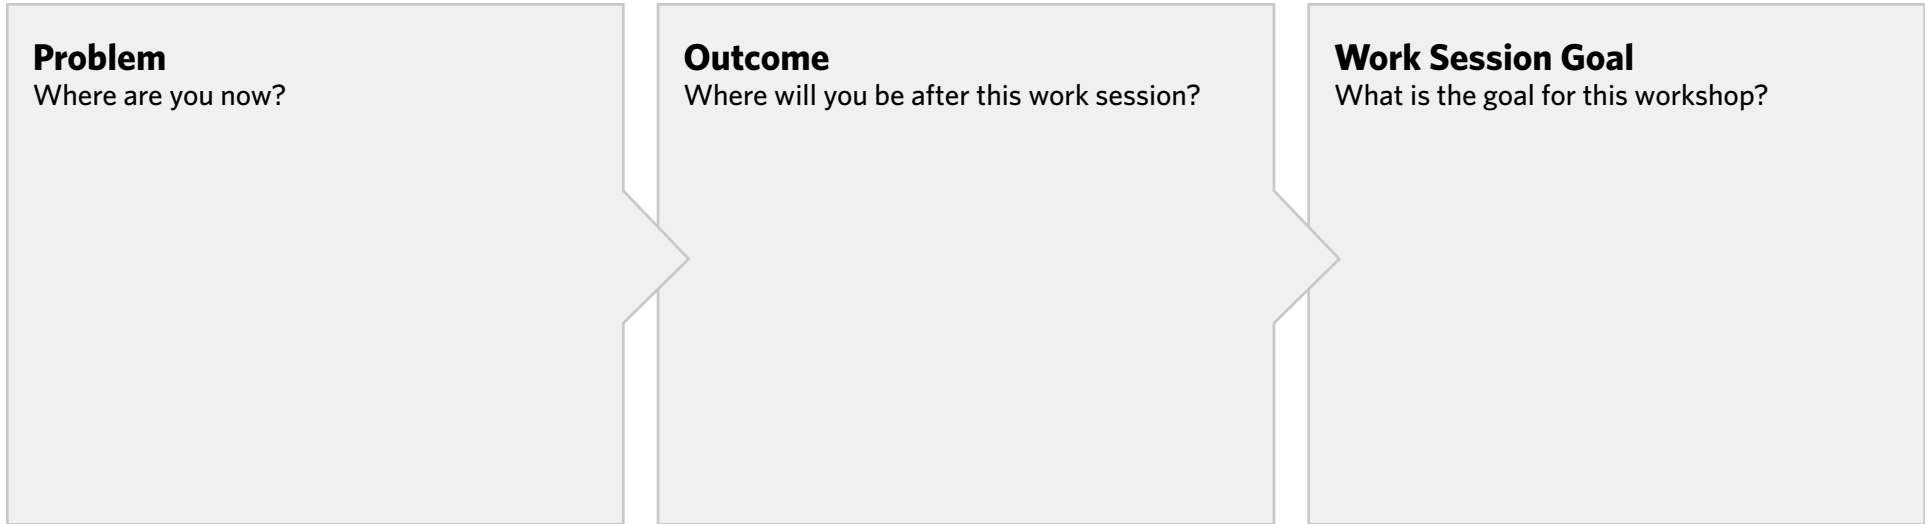 Problem
Where are you now?
Outcome
Where will you be after this work session?
Work Session Goal
What is the goal for this workshop?